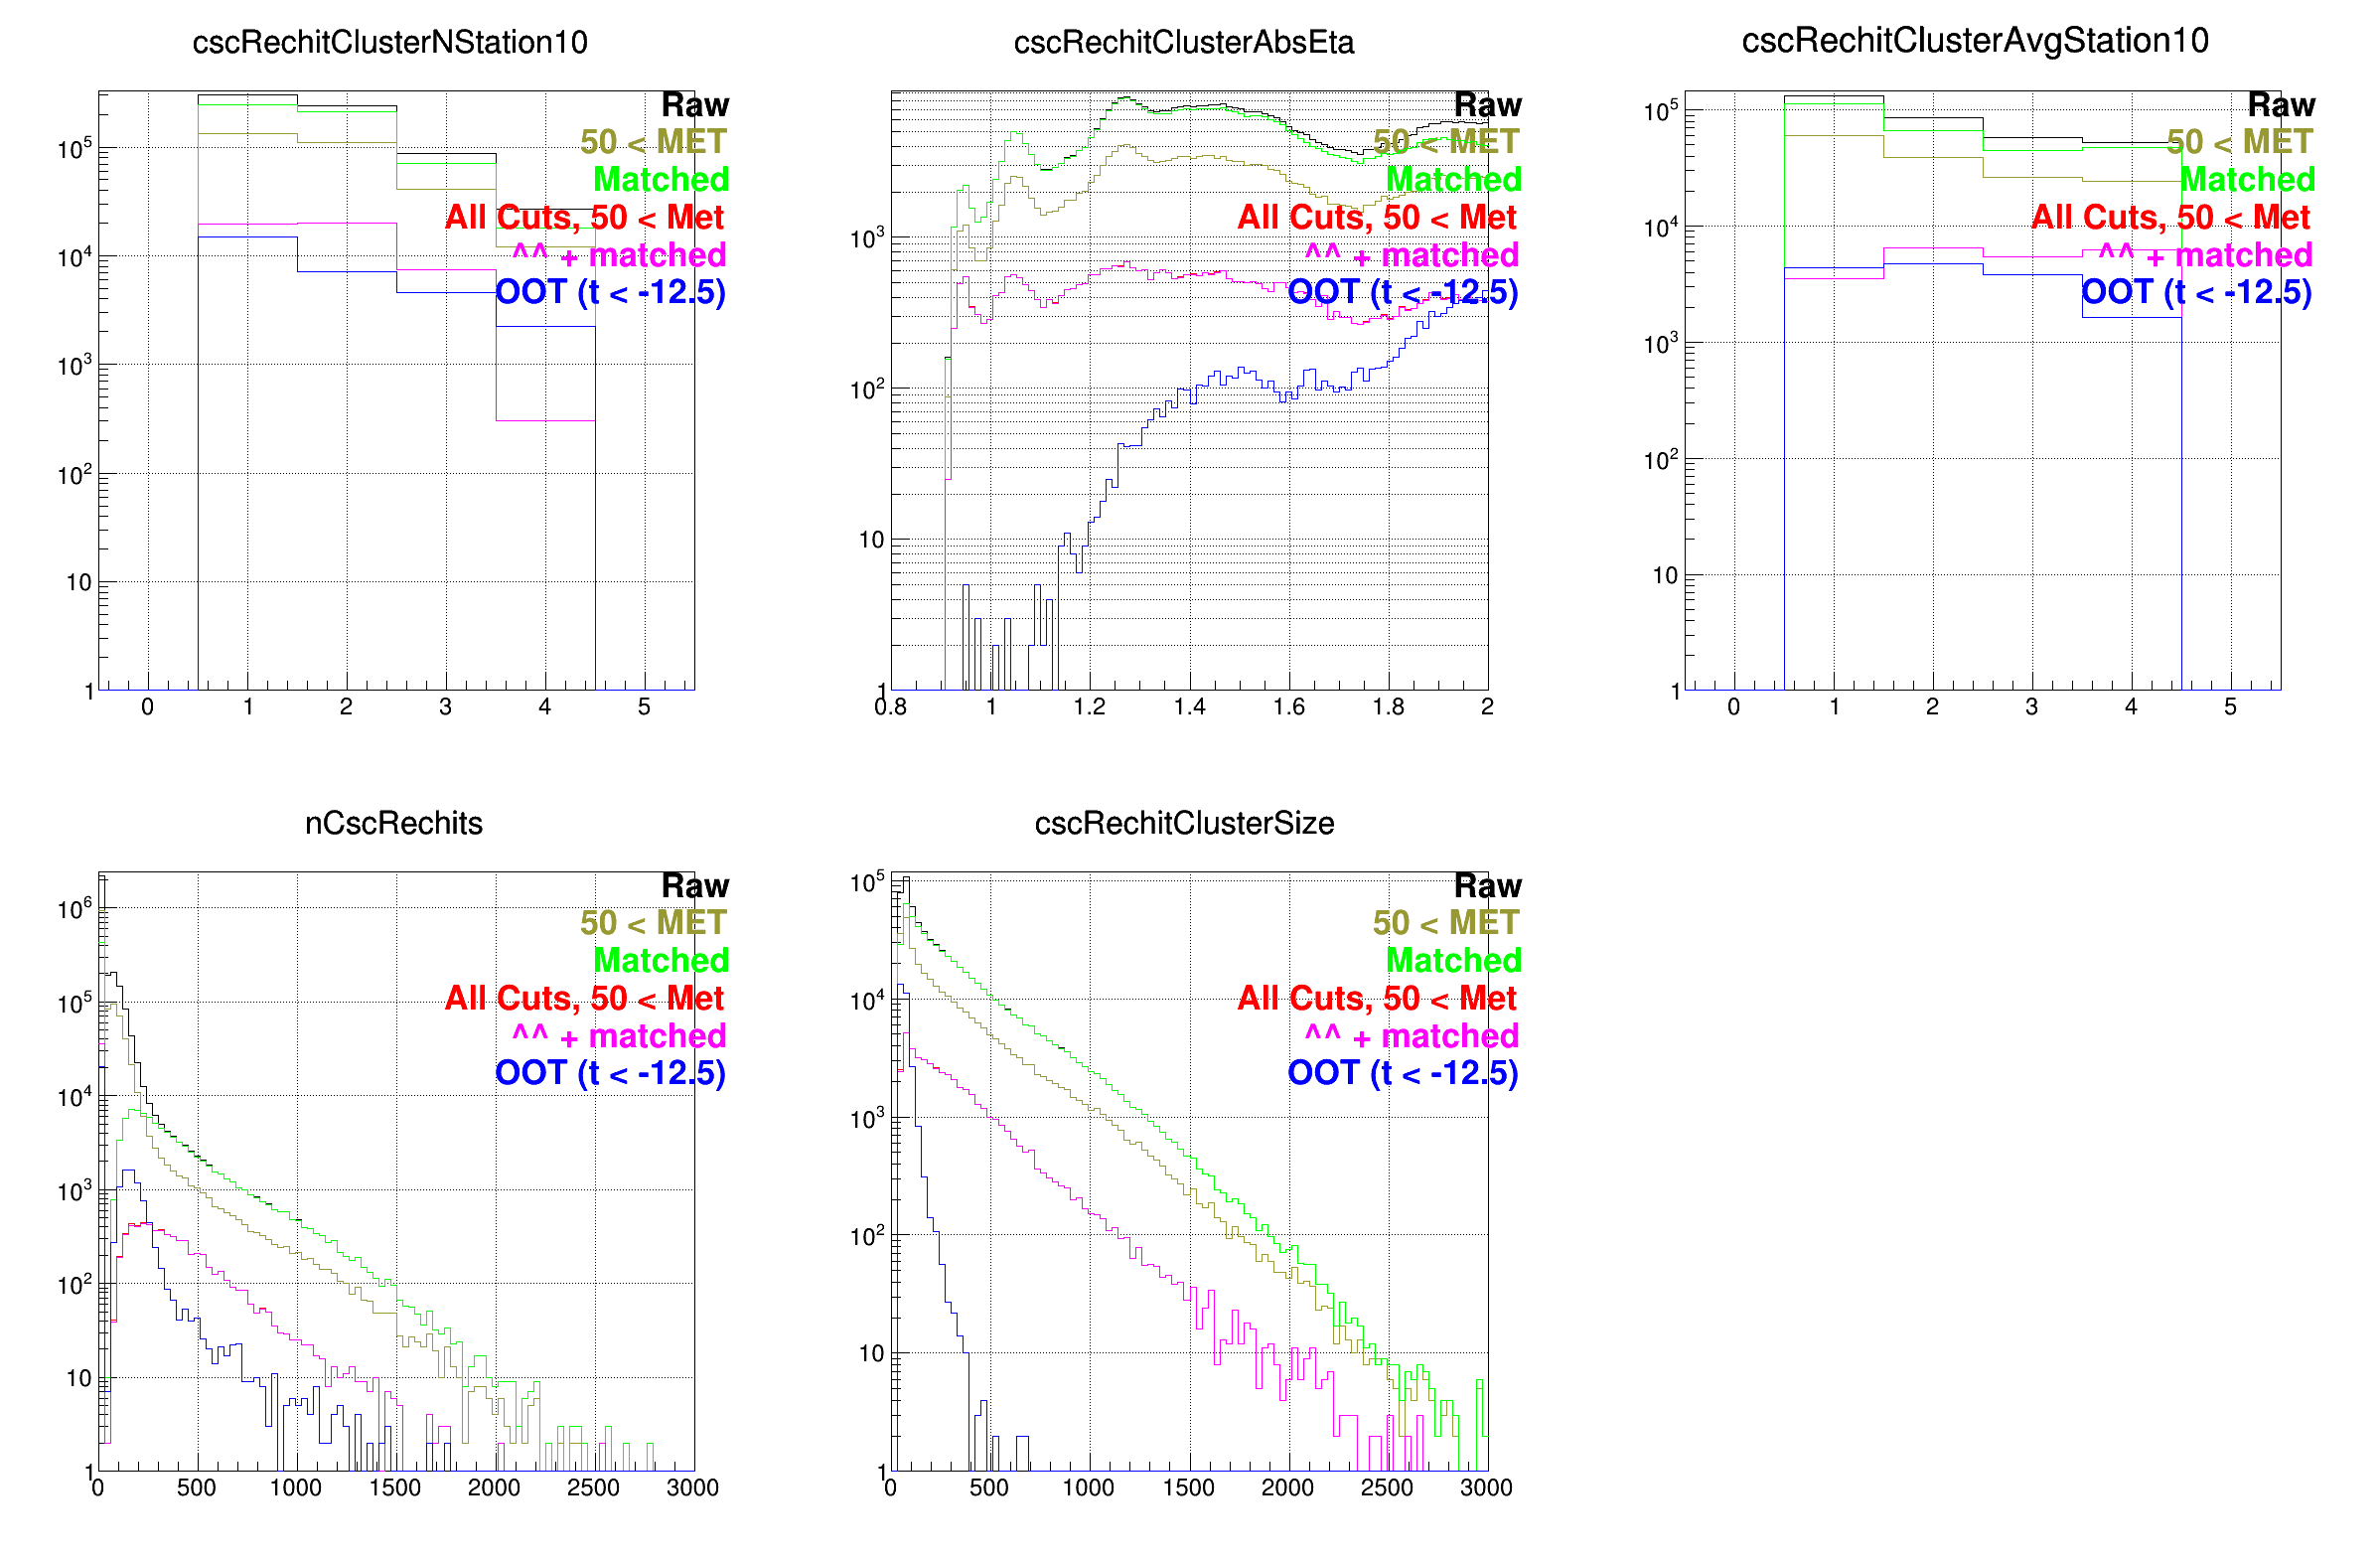 cscRechitClusterNStation10
Raw
50 < MET
Matched
All Cuts, 50 < Met
^^ + matched
OOT (t < -12.5)
10^5
10^4
10^3
10^2
10
1
0 1 2 3 4 5
cscRechitClusterAbsEta
Raw
50 < MET
Matched
All Cuts, 50 < Met
^^ + matched
OOT (t < -12.5)
10^3
10^2
10
1
0.8 1 1.2 1.4 1.6 1.8 2
cscRechitClusterAvgStation10
Raw
50 < MET
Matched
All Cuts, 50 < Met
^^ + matched
OOT (t < -12.5)
10^5
10^4
10^3
10^2
10
1
0 1 2 3 4 5
nCscRechits
Raw
50 < MET
Matched
All Cuts, 50 < Met
^^ + matched
OOT (t < -12.5)
10^6
10^5
10^4
10^3
10^2
10
1
0 500 1000 1500 2000 2500 3000
cscRechitClusterSize
Raw
50 < MET
Matched
All Cuts, 50 < Met
^^ + matched
OOT (t < -12.5)
10^5
10^4
10^3
10^2
10
1
0 500 1000 1500 2000 2500 3000